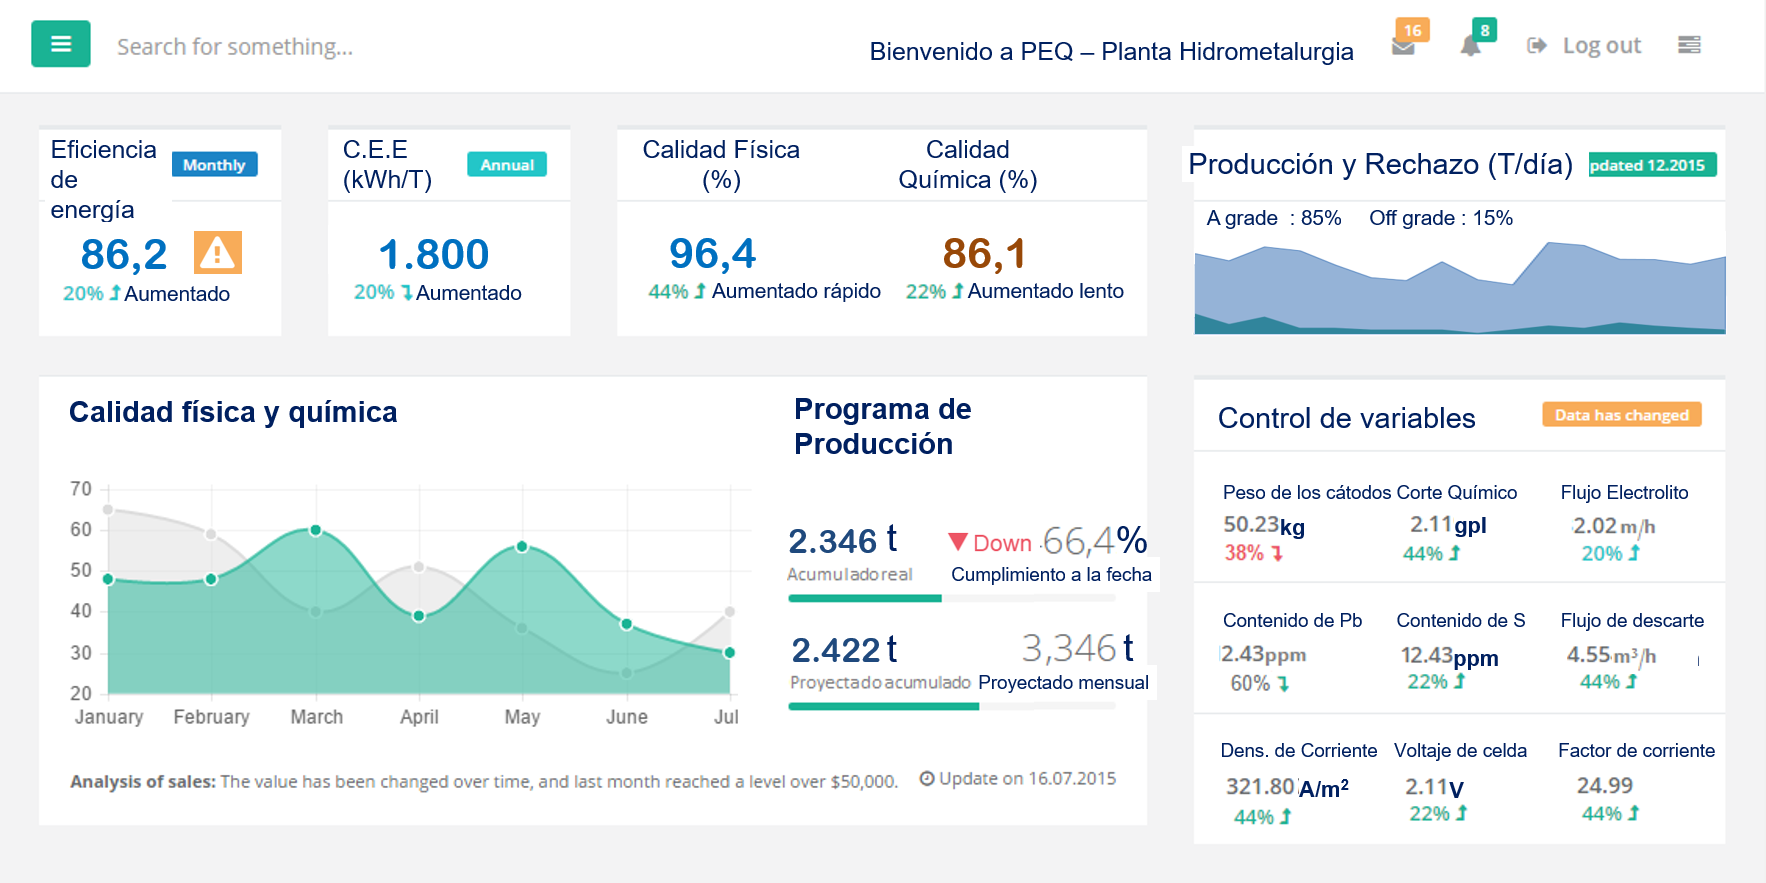 Search for something...
Bienvenido a PEQ – Planta Hidrometalurgia
16
8
Log out
Eficiencia de energía
Monthly
86,2
20% Aumentado
C.E.E (kWh/T)
Annual
1.800
20% Aumentado
Calidad Física (%)
96,4
44% Aumentado rápido
Calidad Química (%)
86,1
22% Aumentado lento
Producción y Rechazo (T/día)
pdated 12.2015
A grade : 85% Off grade : 15%
Calidad física y química
70
60
50
40
30
20
January February March April May June Jul
Analysis of sales: The value has been changed over time, and last month reached a level over $50,000.
Update on 16.07.2015
Programa de
Producción
2.346 t
Acumulado real
Down 66,4%
Cumplimiento a la fecha
2.422 t
Proyectado acumulado
3,346 t
Proyectado mensual
Control de variables
Data has changed
Peso de los cátodos Corte Químico Flujo Electrolito
50.23kg 2.11gpl 2.02 m/h
38% 44% 20%
Contenido de Pb Contenido de S Flujo de descarte
2.43ppm 12.43ppm 4.55 m³/h
60% 22% 44%
Dens. de Corriente Voltaje de celda Factor de corriente
321.80 A/m² 2.11V 24.99
44% 22% 44%